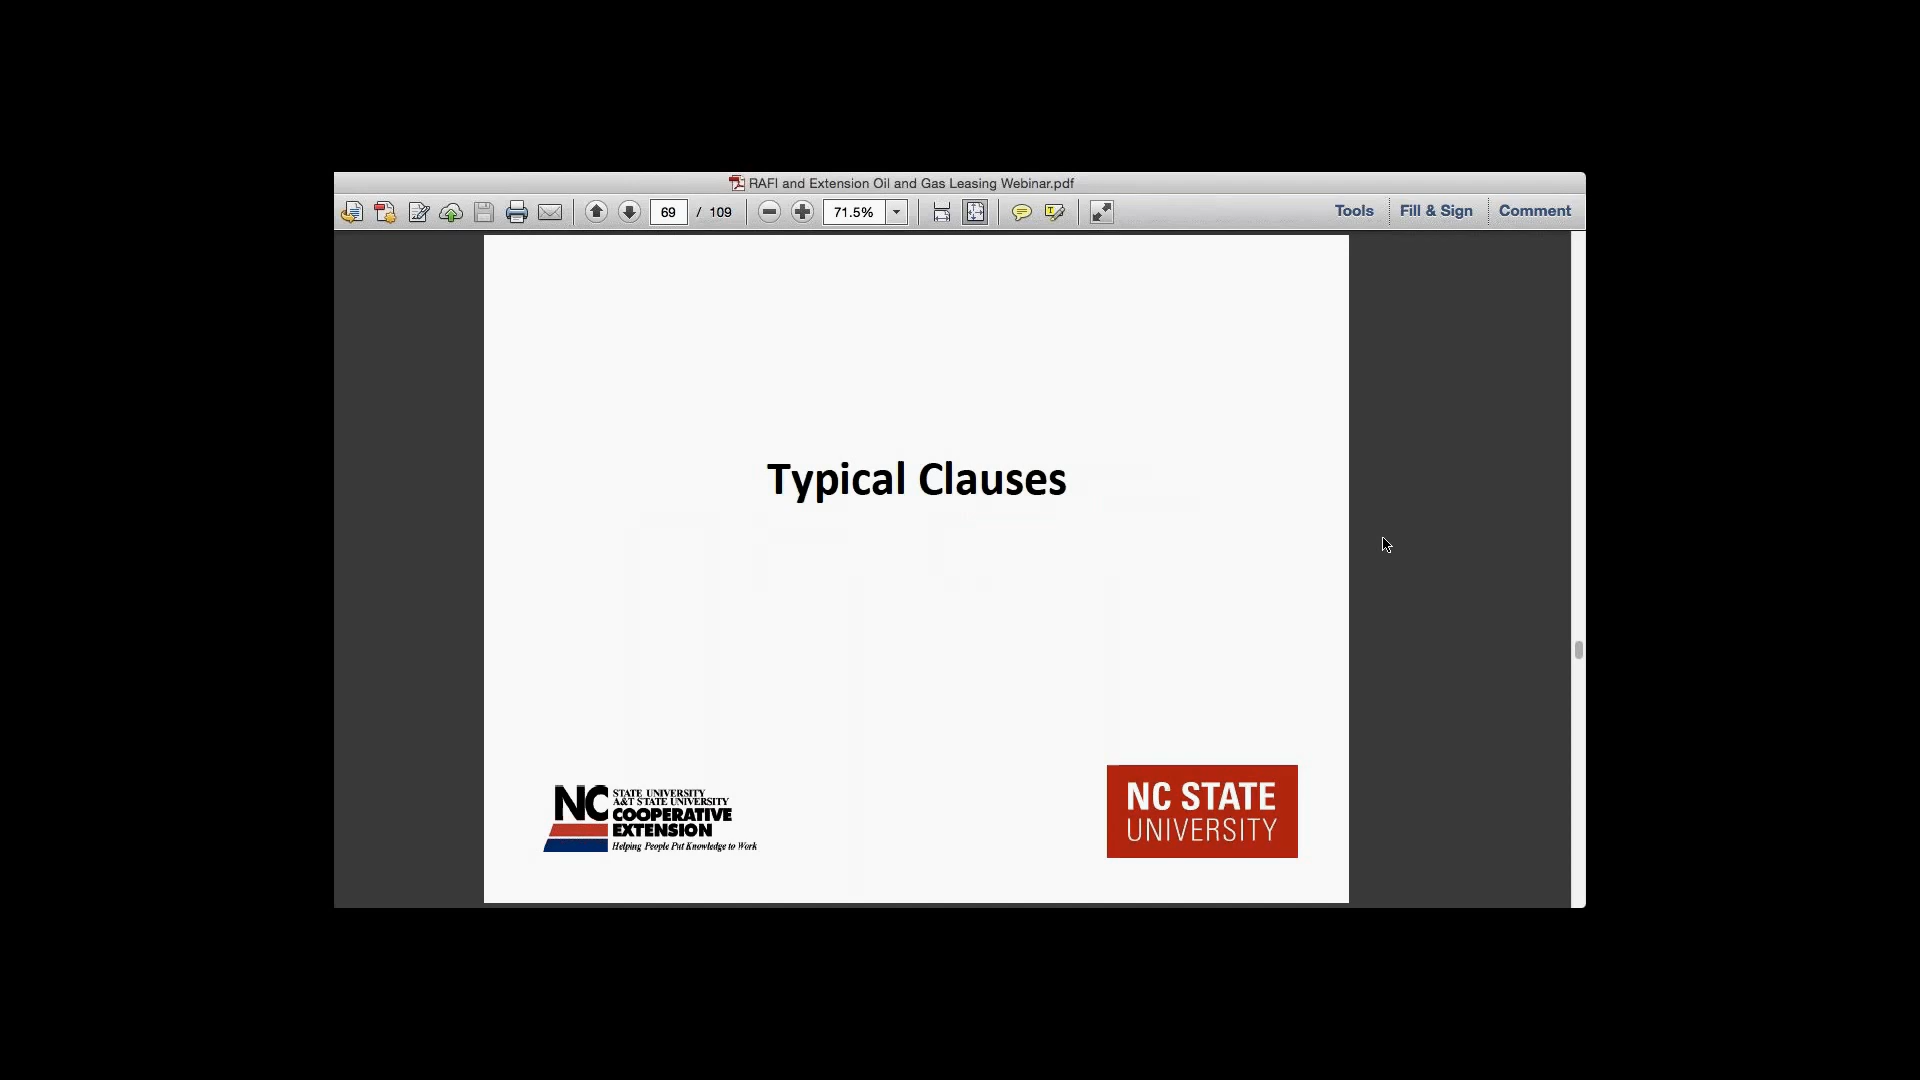 RAFI and Extension Oil and Gas Leasing Webinar.pdf
69 / 109 71.5% Tools Fill & Sign Comment
Typical Clauses
NC STATE UNIVERSITY
A&T STATE UNIVERSITY
COOPERATIVE
EXTENSION
Helping People Put Knowledge to Work
NC STATE
UNIVERSITY